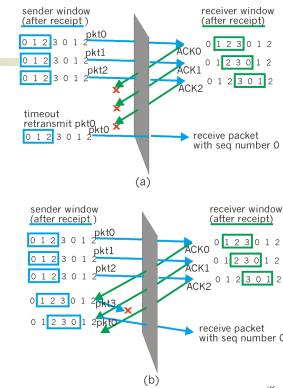 sender window
(after receipt )
receiver window
(after receipt)
0 1 2 3 0 1 2
pkt0
0 1 2 3 0 1 2
pkt1
0 1 2 3 0 1 2
pkt2
ACK0
ACK1
ACK2
0 1 2 3 0 1 2
0 1 2 3 0 1 2
0 1 2 3 0 1 2
timeout
retransmit pkt0
0 1 2 3 0 1 2
pkt0
receive packet
with seq number 0
(a)
sender window
(after receipt )
receiver window
(after receipt)
0 1 2 3 0 1 2
pkt0
0 1 2 3 0 1 2
pkt1
0 1 2 3 0 1 2
pkt2
ACK0
ACK1
ACK2
0 1 2 3 0 1 2
0 1 2 3 0 1 2
0 1 2 3 0 1 2
0 1 2 3 0 1 2
pkt3
0 1 2 3 0 1 2
pkt0
receive packet
with seq number 0
(b)